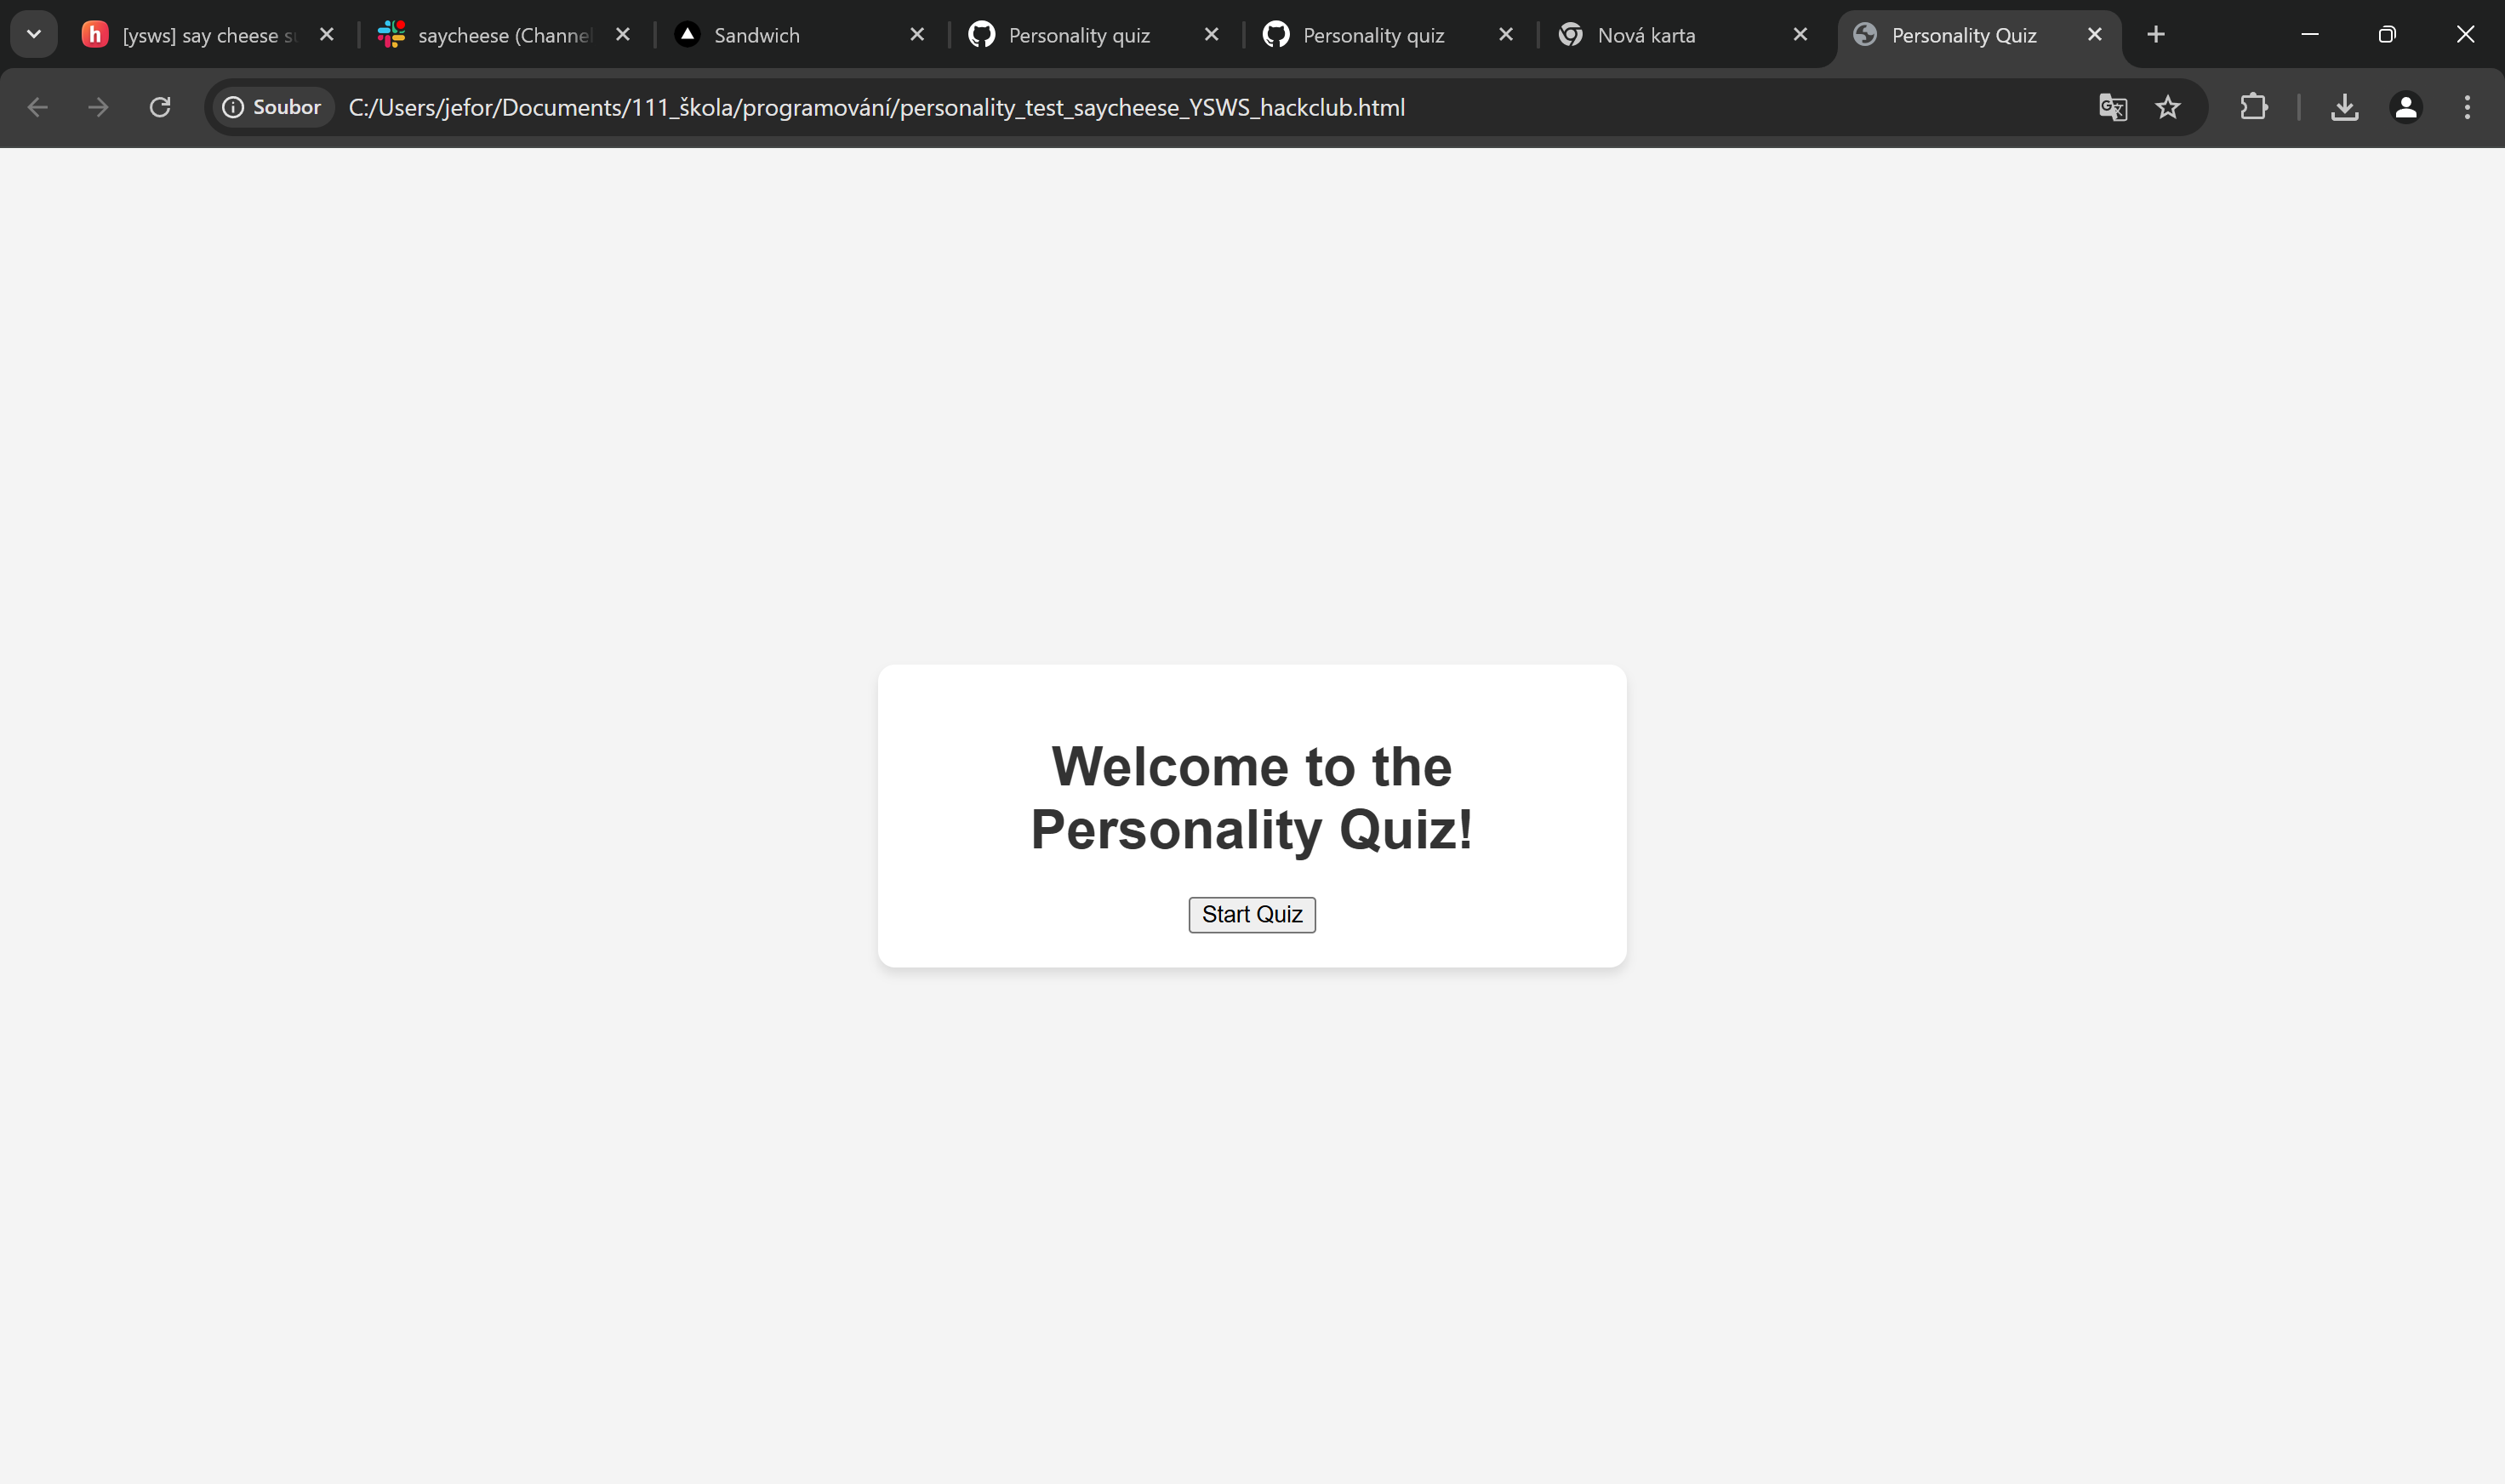 [ysws] say cheese su
saycheese (Channel
Sandwich
Personality quiz
Personality quiz
Nová karta
Personality Quiz
Soubor
C:/Users/jefor/Documents/111_škola/programování/personality_test_saycheese_YSWS_hackclub.html
Welcome to the
Personality Quiz!
Start Quiz